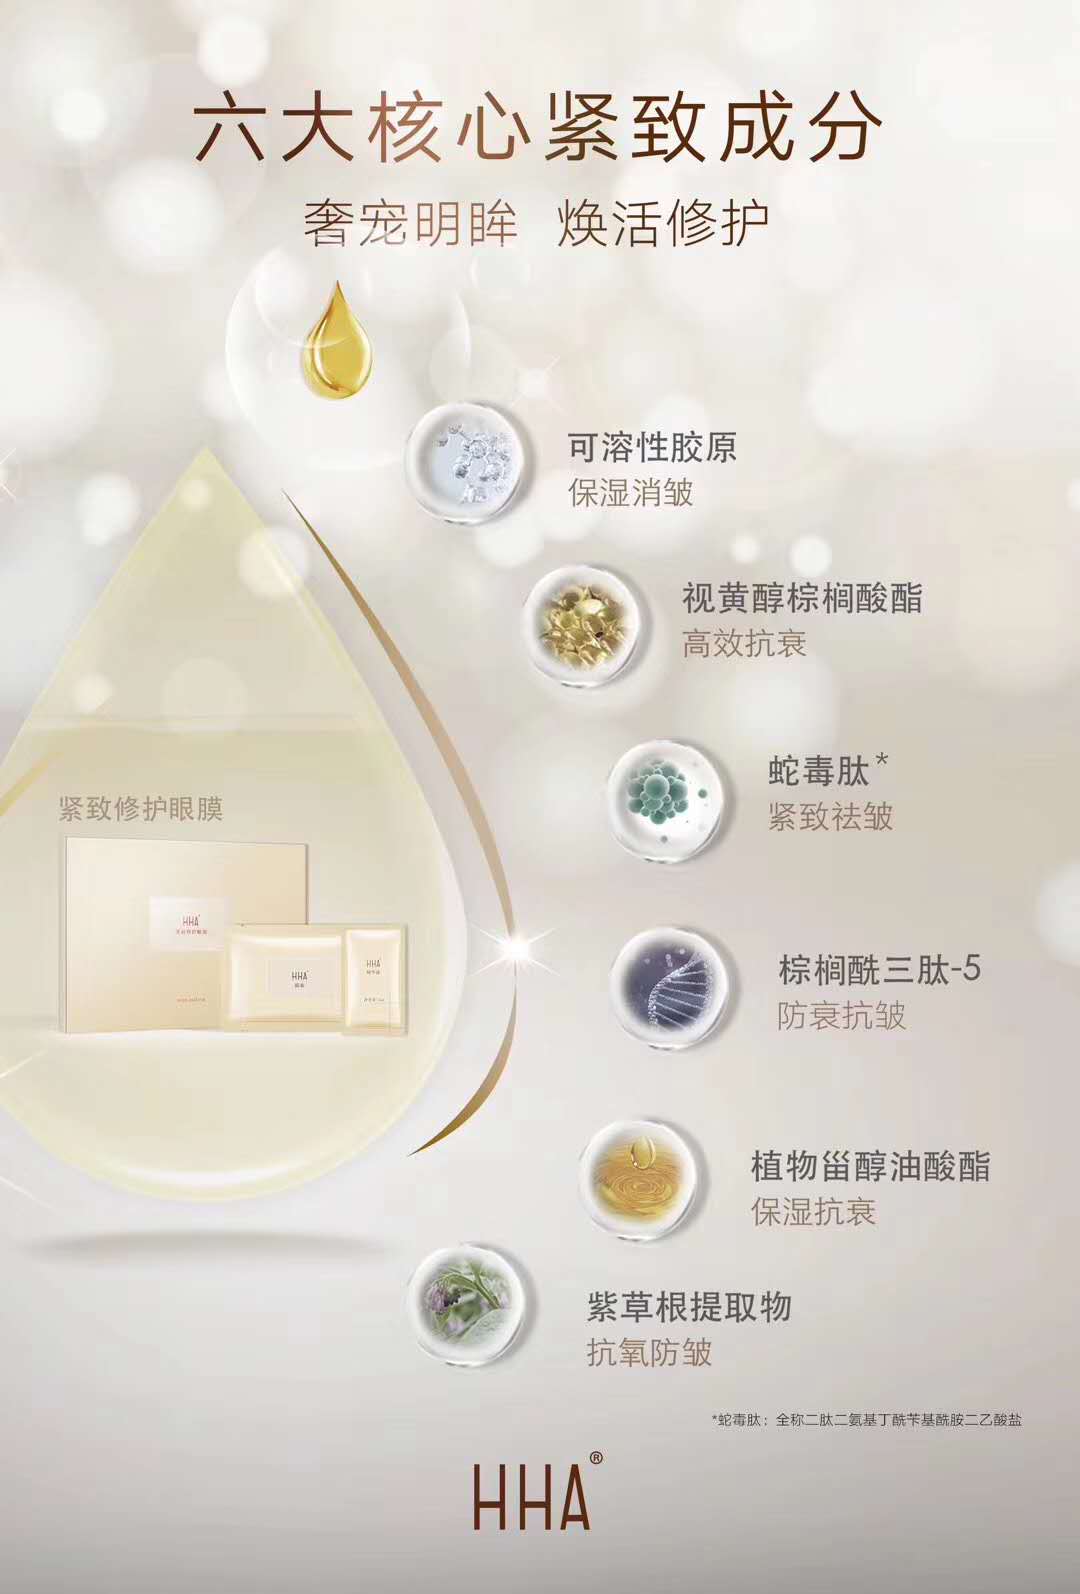 六大核心紧致成分
奢宠明眸 焕活修护
可溶性胶原
保湿消皱
视黄醇棕榈酸酯
高效抗衰
蛇毒肽*
紧致祛皱
紧致修护眼膜
HHA
HHA
HHA
棕榈酰三肽-5
防衰抗皱
植物甾醇油酸酯
保湿抗衰
紫草根提取物
抗氧防皱
*蛇毒肽：全称二肽二氨基丁酰苄基酰胺二乙酸盐
HHA®